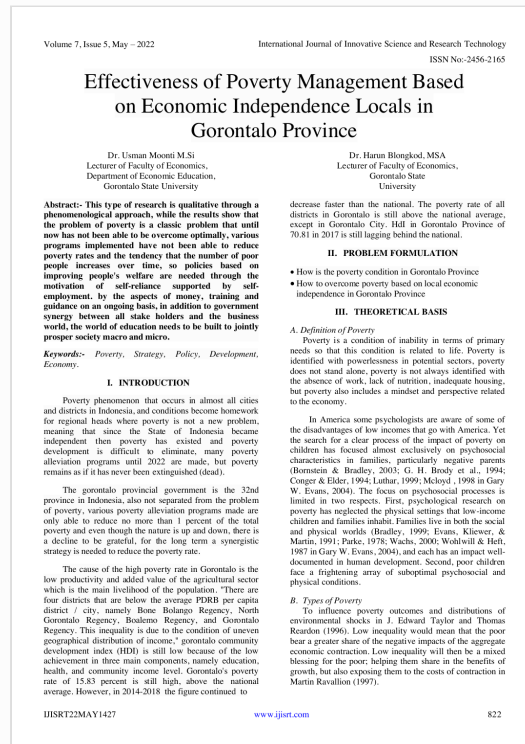 Volume 7, Issue 5, May – 2022
International Journal of Innovative Science and Research Technology
ISSN No:-2456-2165
Effectiveness of Poverty Management Based
on Economic Independence Locals in
Gorontalo Province
Dr. Usman Moonti M.Si
Lecturer of Faculty of Economics,
Department of Economic Education,
Gorontalo State University
Dr. Harun Blongkod, MSA
Lecturer of Faculty of Economics,
Gorontalo State
University
Abstract:- This type of research is qualitative through a
phenomenological approach, while the results show that
the problem of poverty is a classic problem that until
now has not been able to be overcome optimally, various
programs implemented have not been able to reduce
poverty rates and the tendency that the number of poor
people increases over time, so policies based on
improving people's welfare are needed through the
motivation of self-reliance supported by self-
employment. by the aspects of money, training and
guidance on an ongoing basis, in addition to government
synergy between all stake holders and the business
world, the world of education needs to be built to jointly
prosper society macro and micro.
Keywords:- Poverty, Strategy, Policy, Development,
Economy.
I. INTRODUCTION
Poverty phenomenon that occurs in almost all cities
and districts in Indonesia, and conditions become homework
for regional heads where poverty is not a new problem,
meaning that since the State of Indonesia became
independent then poverty has existed and poverty
development is difficult to eliminate, many poverty
alleviation programs until 2022 are made, but poverty
remains as if it has never been extinguished (dead).
The gorontalo provincial government is the 32nd
province in Indonesia, also not separated from the problem
of poverty, various poverty alleviation programs made are
only able to reduce no more than 1 percent of the total
poverty and even though the nature is up and down, there is
a decline to be grateful, for the long term a synergistic
strategy is needed to reduce the poverty rate.
The cause of the high poverty rate in Gorontalo is the
low productivity and added value of the agricultural sector
which is the main livelihood of the population. "There are
four districts that are below the average PDRB per capita
district / city, namely Bone Bolango Regency, North
Gorontalo Regency, Boalemo Regency, and Gorontalo
Regency. This inequality is due to the condition of uneven
geographical distribution of income," gorontalo community
development index (HDI) is still low because of the low
achievement in three main components, namely education,
health, and community income level. Gorontalo's poverty
rate of 15.83 percent is still high, above the national
average. However, in 2014-2018 the figure continued to
decrease faster than the national. The poverty rate of all
districts in Gorontalo is still above the national average,
except in Gorontalo City. HdI in Gorontalo Province of
70.81 in 2017 is still lagging behind the national.
II. PROBLEM FORMULATION
• How is the poverty condition in Gorontalo Province
• How to overcome poverty based on local economic
independence in Gorontalo Province
III. THEORETICAL BASIS
A. Definition of Poverty
Poverty is a condition of inability in terms of primary
needs so that this condition is related to life. Poverty is
identified with powerlessness in potential sectors, poverty
does not stand alone, poverty is not always identified with
the absence of work, lack of nutrition, inadequate housing,
but poverty also includes a mindset and perspective related
to the economy.
In America some psychologists are aware of some of
the disadvantages of low incomes that go with America. Yet
the search for a clear process of the impact of poverty on
children has focused almost exclusively on psychosocial
characteristics in families, particularly negative parents
(Bornstein & Bradley, 2003; G. H. Brody et al., 1994;
Conger & Elder, 1994; Luthar, 1999; Mcloyd , 1998 in Gary
W. Evans, 2004). The focus on psychosocial processes is
limited in two respects. First, psychological research on
poverty has neglected the physical settings that low-income
children and families inhabit. Families live in both the social
and physical worlds (Bradley, 1999; Evans, Kliewer, &
Martin, 1991; Parke, 1978; Wachs, 2000; Wohlwill & Heft,
1987 in Gary W. Evans, 2004), and each has an impact well-
documented in human development. Second, poor children
face a frightening array of suboptimal psychosocial and
physical conditions.
B. Types of Poverty
To influence poverty outcomes and distributions of
environmental shocks in J. Edward Taylor and Thomas
Reardon (1996). Low inequality would mean that the poor
bear a greater share of the negative impacts of the aggregate
economic contraction. Low inequality will then be a mixed
blessing for the poor; helping them share in the benefits of
growth, but also exposing them to the costs of contraction in
Martin Ravallion (1997).
IJISRT22MAY1427
www.ijisrt.com
822